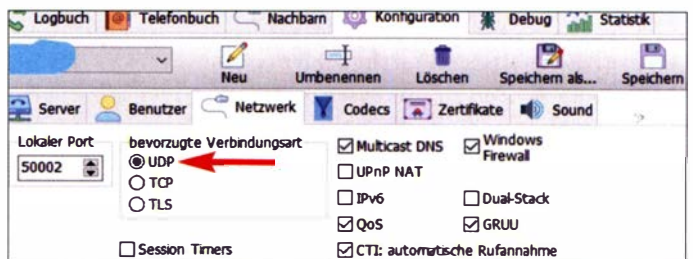 Logbuch Telefonbuch Nachbarn Konfiguration Debug Statistik
Neu Umbenennen Löschen Speichern als... Speichern
Server Benutzer Netzwerk Codecs Zertifikate Sound
Lokaler Port bevorzugte Verbindungsart Multicast DNS Windows Firewall
50002 UDP UPnP NAT
TCP IPv6 Dual-Stack
TLS QoS GRUU
Session Timers CTI: automatische Rufannahme